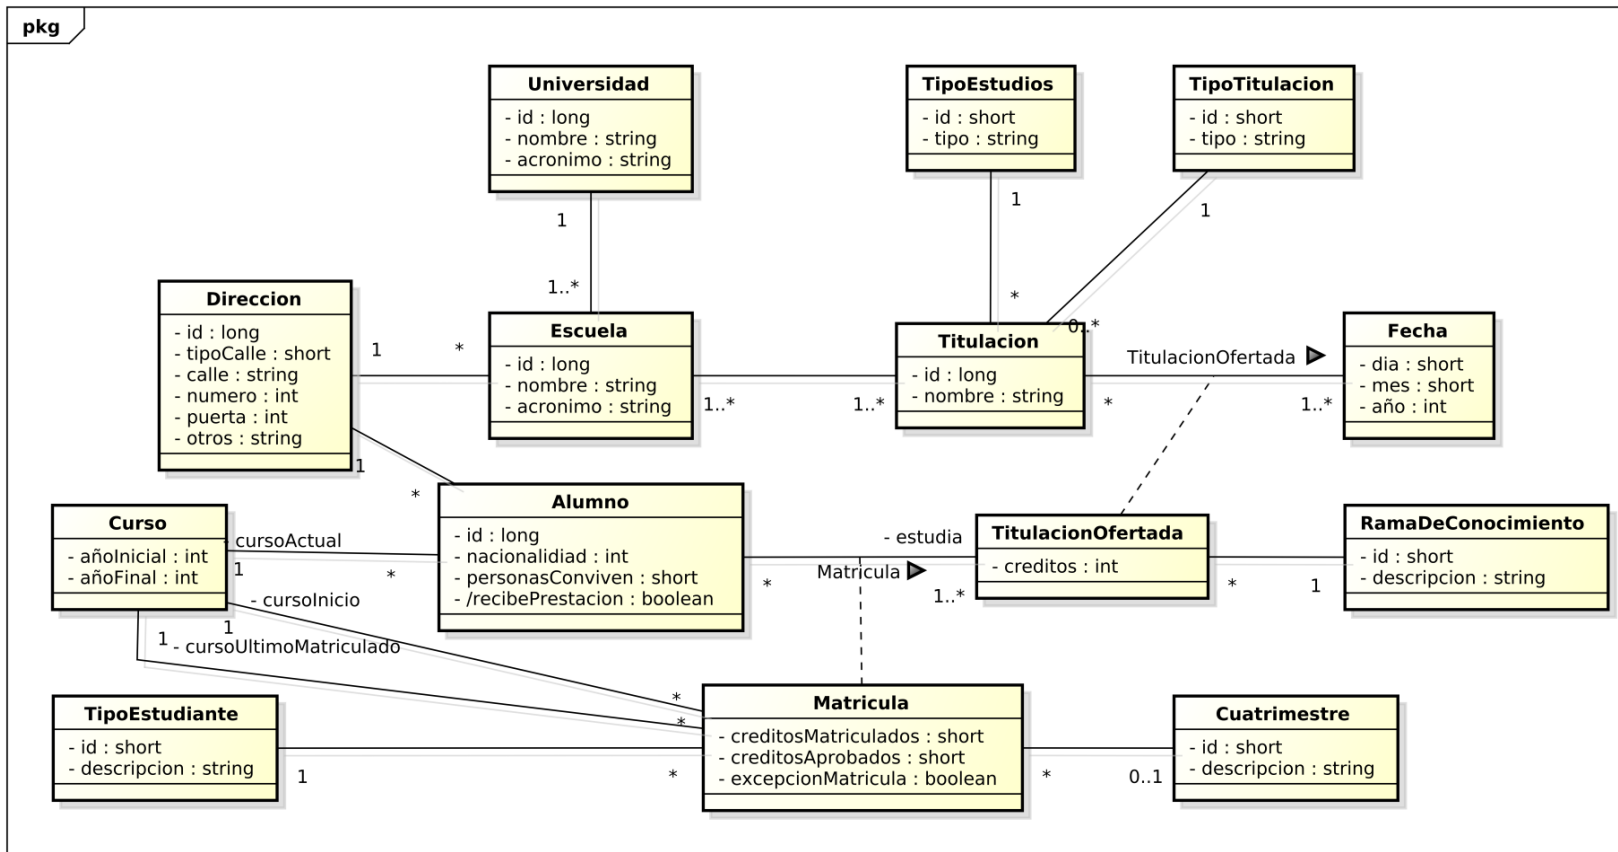 pkg
Universidad
- id : long
- nombre : string
- acronimo : string
TipoEstudios
- id : short
- tipo : string
TipoTitulacion
- id : short
- tipo : string
1
1
1
1..*
*
0..*
Direccion
- id : long
- tipoCalle : short
- calle : string
- numero : int
- puerta : int
- otros : string
1
*
Escuela
- id : long
- nombre : string
- acronimo : string
1..*
1..*
Titulacion
- id : long
- nombre : string
TitulacionOfertada
*
1..*
Fecha
- dia : short
- mes : short
- año : int
1
*
Curso
- añoInicial : int
- añoFinal : int
- cursoActual
1
*
Alumno
- id : long
- nacionalidiad : int
- personasConviven : short
- /recibePrestacion : boolean
- estudia
Matricula
*
1..*
TitulacionOfertada
- creditos : int
*
1
RamaDeConocimiento
- id : short
- descripcion : string
- cursoInicio
1
1
- cursoUltimoMatriculado
*
*
TipoEstudiante
- id : short
- descripcion : string
1
*
Matricula
- creditosMatriculados : short
- creditosAprobados : short
- excepcionMatricula : boolean
*
0..1
Cuatrimestre
- id : short
- descripcion : string